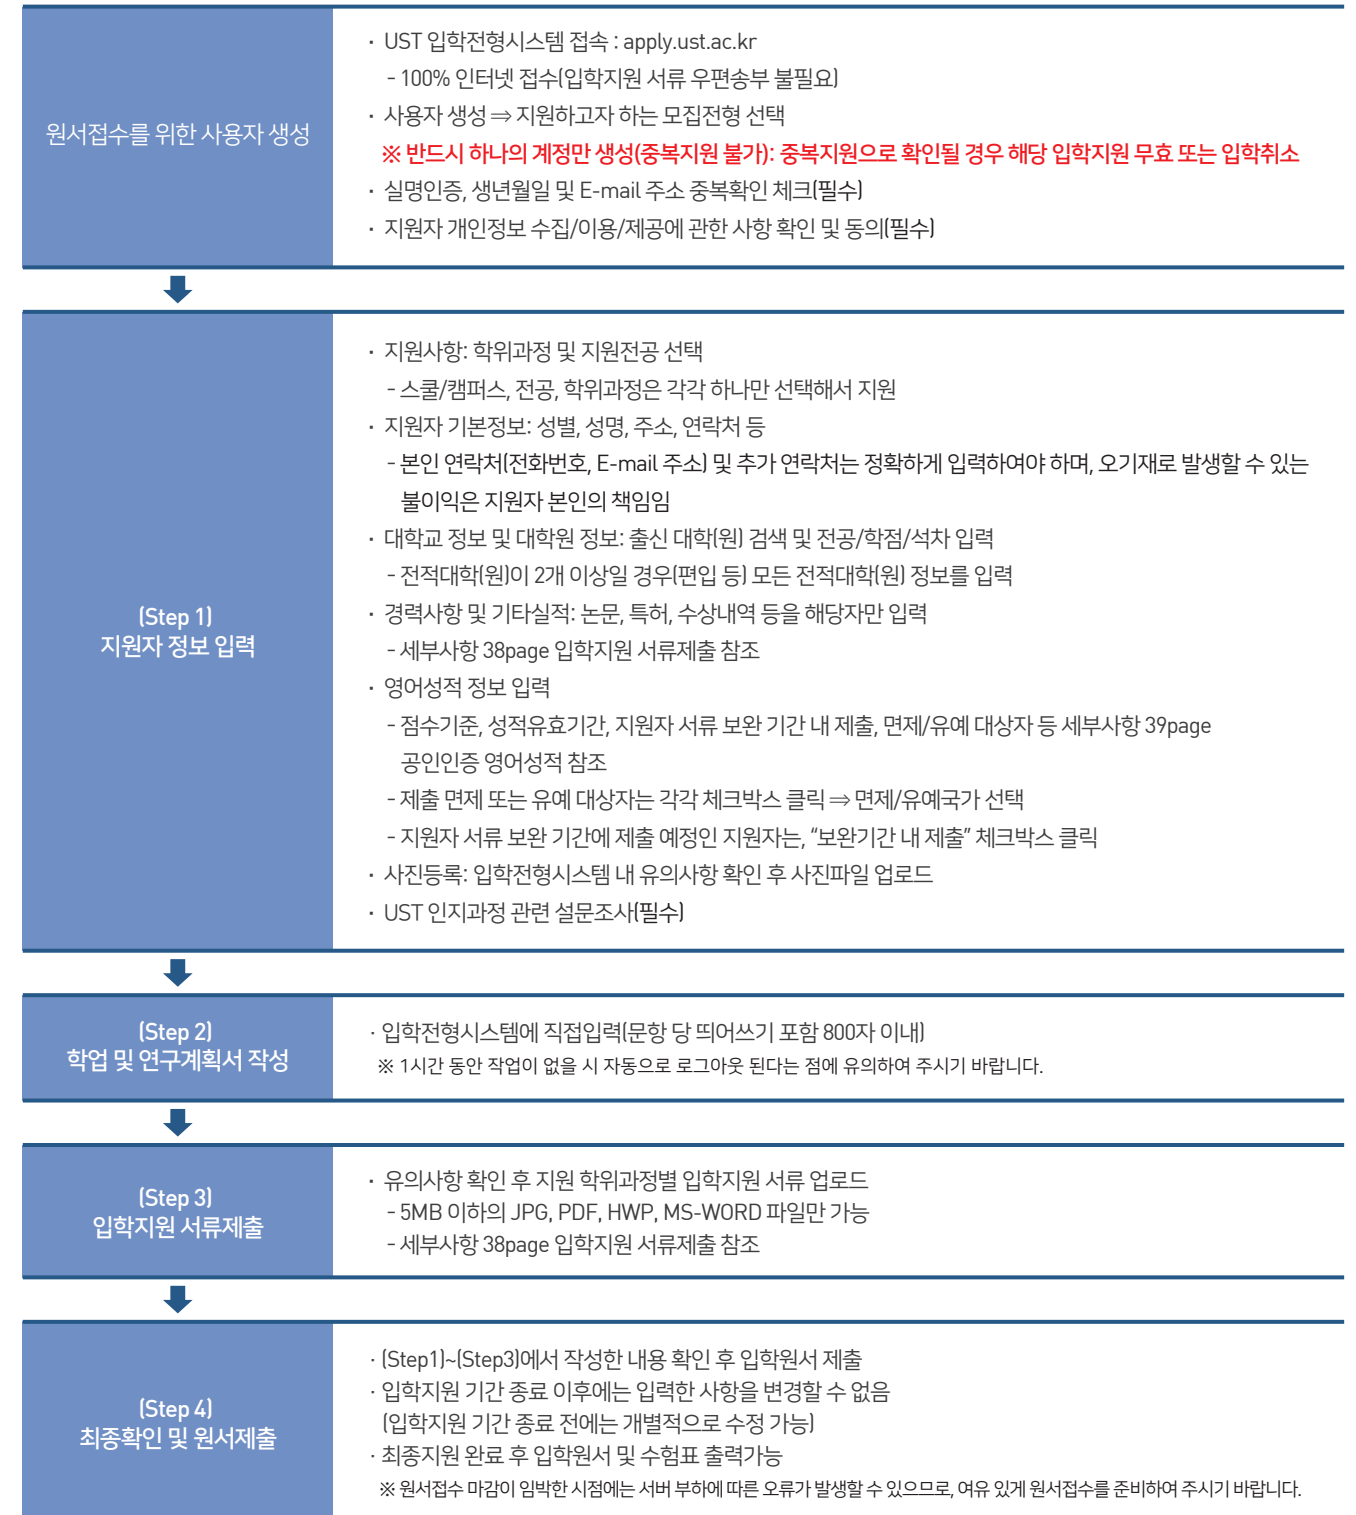 원서접수를 위한 사용자 생성
· UST 입학전형시스템 접속 : apply.ust.ac.kr
- 100% 인터넷 접수(입학지원 서류 우편송부 불필요)
· 사용자 생성 ⇒ 지원하고자 하는 모집전형 선택
※ 반드시 하나의 계정만 생성(중복지원 불가): 중복지원으로 확인될 경우 해당 입학지원 무효 또는 입학취소
· 실명인증, 생년월일 및 E-mail 주소 중복확인 체크(필수)
· 지원자 개인정보 수집/이용/제공에 관한 사항 확인 및 동의(필수)
(Step 1)
지원자 정보 입력
· 지원사항: 학위과정 및 지원전공 선택
- 스쿨/캠퍼스, 전공, 학위과정은 각각 하나만 선택해서 지원
· 지원자 기본정보: 성별, 성명, 주소, 연락처 등
- 본인 연락처(전화번호, E-mail 주소) 및 추가 연락처는 정확하게 입력하여야 하며, 오기재로 발생할 수 있는
불이익은 지원자 본인의 책임임
· 대학교 정보 및 대학원 정보: 출신 대학(원) 검색 및 전공/학점/석차 입력
- 전적대학(원)이 2개 이상일 경우(편입 등) 모든 전적대학(원) 정보를 입력
· 경력사항 및 기타실적: 논문, 특허, 수상내역 등을 해당자만 입력
- 세부사항 38page 입학지원 서류제출 참조
· 영어성적 정보 입력
- 점수기준, 성적유효기간, 지원자 서류 보완 기간 내 제출, 면제/유예 대상자 등 세부사항 39page
공인인증 영어성적 참조
- 제출 면제 또는 유예 대상자는 각각 체크박스 클릭 ⇒ 면제/유예국가 선택
- 지원자 서류 보완 기간에 제출 예정인 지원자는, “보완기간 내 제출” 체크박스 클릭
· 사진등록: 입학전형시스템 내 유의사항 확인 후 사진파일 업로드
· UST 인지과정 관련 설문조사(필수)
(Step 2)
학업 및 연구계획서 작성
· 입학전형시스템에 직접입력(문항 당 띄어쓰기 포함 800자 이내)
※ 1시간 동안 작업이 없을 시 자동으로 로그아웃 된다는 점에 유의하여 주시기 바랍니다.
(Step 3)
입학지원 서류제출
· 유의사항 확인 후 지원 학위과정별 입학지원 서류 업로드
- 5MB 이하의 JPG, PDF, HWP, MS-WORD 파일만 가능
- 세부사항 38page 입학지원 서류제출 참조
(Step 4)
최종확인 및 원서제출
· (Step1)~(Step3)에서 작성한 내용 확인 후 입학원서 제출
· 입학지원 기간 종료 이후에는 입력한 사항을 변경할 수 없음
(입학지원 기간 종료 전에는 개별적으로 수정 가능)
· 최종지원 완료 후 입학원서 및 수험표 출력가능
※ 원서접수 마감이 임박한 시점에는 서버 부하에 따른 오류가 발생할 수 있으므로, 여유 있게 원서접수를 준비하여 주시기 바랍니다.